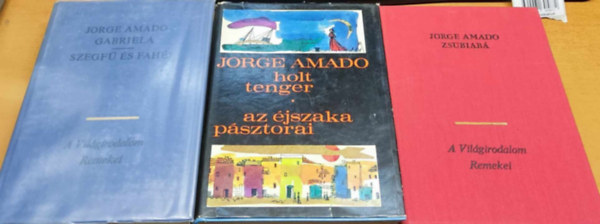 JORGE AMADO
GABRIELA
SZEGFŰ ÉS FAHÉJ
A Világirodalom
Remekei
JORGE AMADO
holt
tenger
az éjszaka
pásztorai
JORGE AMADO
ZSUBIABÁ
A Világirodalom
Remekei